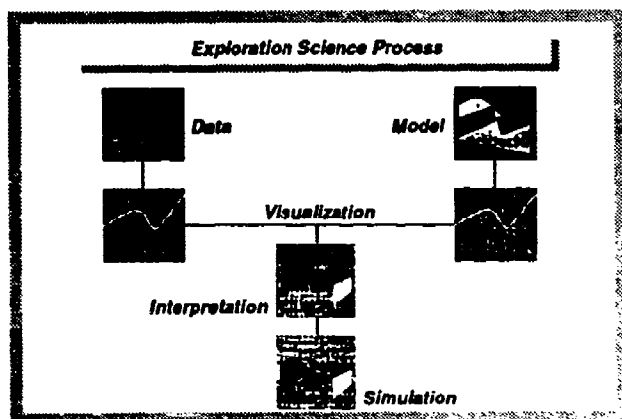 Exploration Science Process
Data
Model
Visualization
Interpretation
Simulation